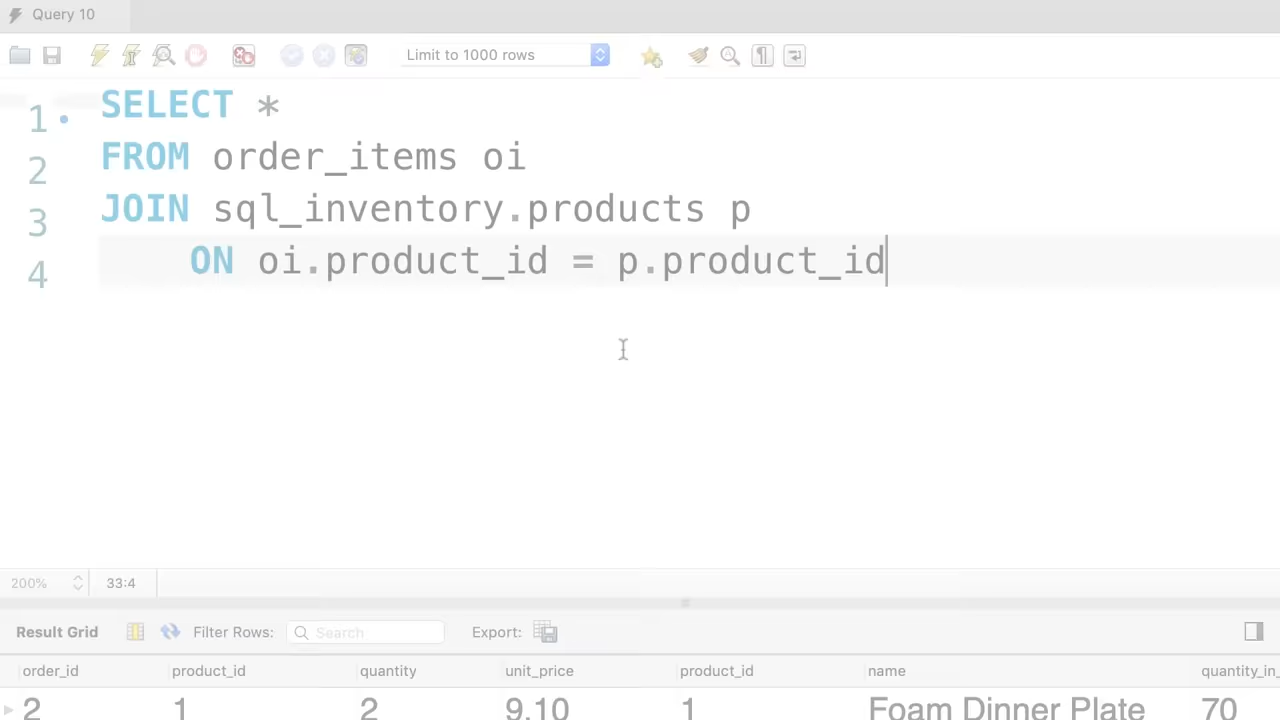 Query 10
Limit to 1000 rows
1 SELECT *
2 FROM order_items oi
3 JOIN sql_inventory.products p
4 ON oi.product_id = p.product_id
200% 33:4
Result Grid Filter Rows: Search Export:
order_id product_id quantity unit_price product_id name quantity_in_
2 1 2 9.10 1 Foam Dinner Plate 70